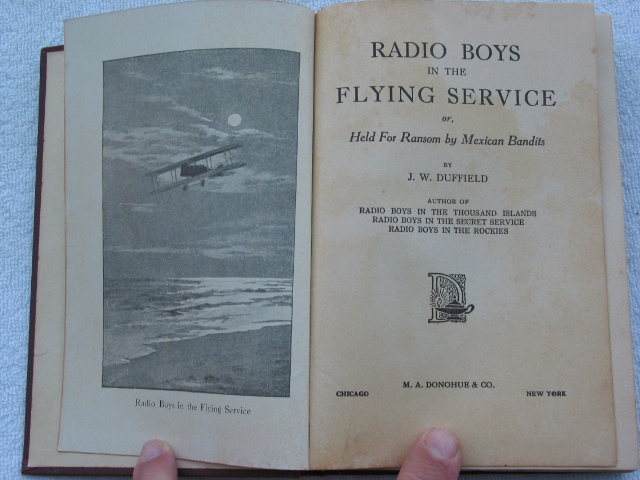 Radio Boys in the Flying Service
RADIO BOYS
IN THE
FLYING SERVICE
or,
Held For Ransom by Mexican Bandits
BY
J. W. DUFFIELD
AUTHOR OF
RADIO BOYS IN THE THOUSAND ISLANDS
RADIO BOYS IN THE SECRET SERVICE
RADIO BOYS IN THE ROCKIES
D
M. A. DONOHUE & CO.
CHICAGO NEW YORK